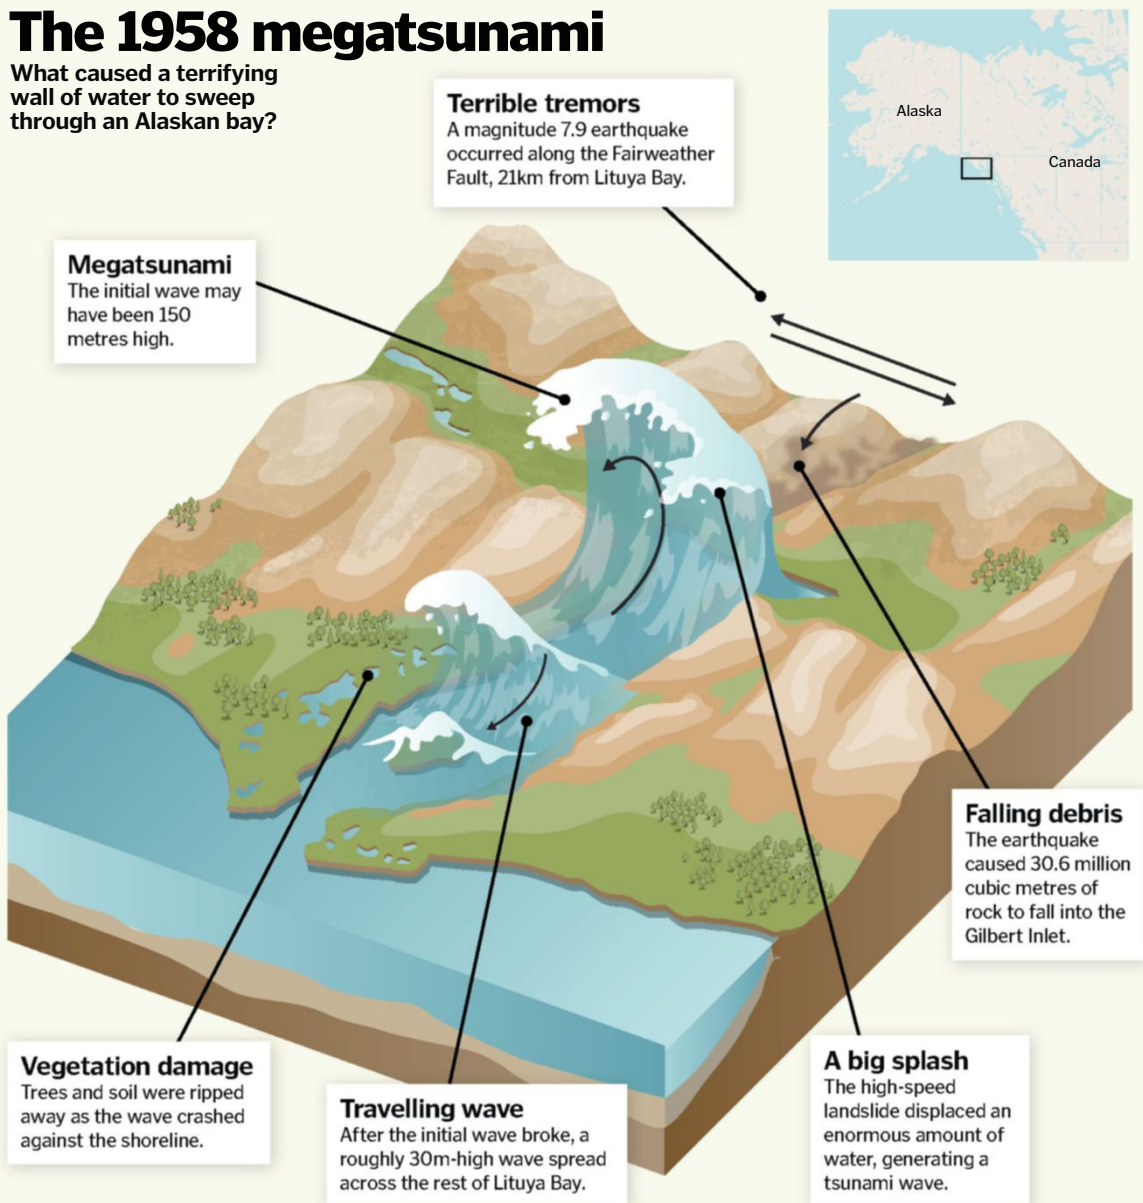 The 1958 megatsunami
What caused a terrifying
wall of water to sweep
through an Alaskan bay?
Terrible tremors
A magnitude 7.9 earthquake
occurred along the Fairweather
Fault, 21km from Lituya Bay.
Alaska
Canada
Megatsunami
The initial wave may
have been 150
metres high.
Falling debris
The earthquake
caused 30.6 million
cubic metres of
rock to fall into the
Gilbert Inlet.
Vegetation damage
Trees and soil were ripped
away as the wave crashed
against the shoreline.
Travelling wave
After the initial wave broke, a
roughly 30m-high wave spread
across the rest of Lituya Bay.
A big splash
The high-speed
landslide displaced an
enormous amount of
water, generating a
tsunami wave.